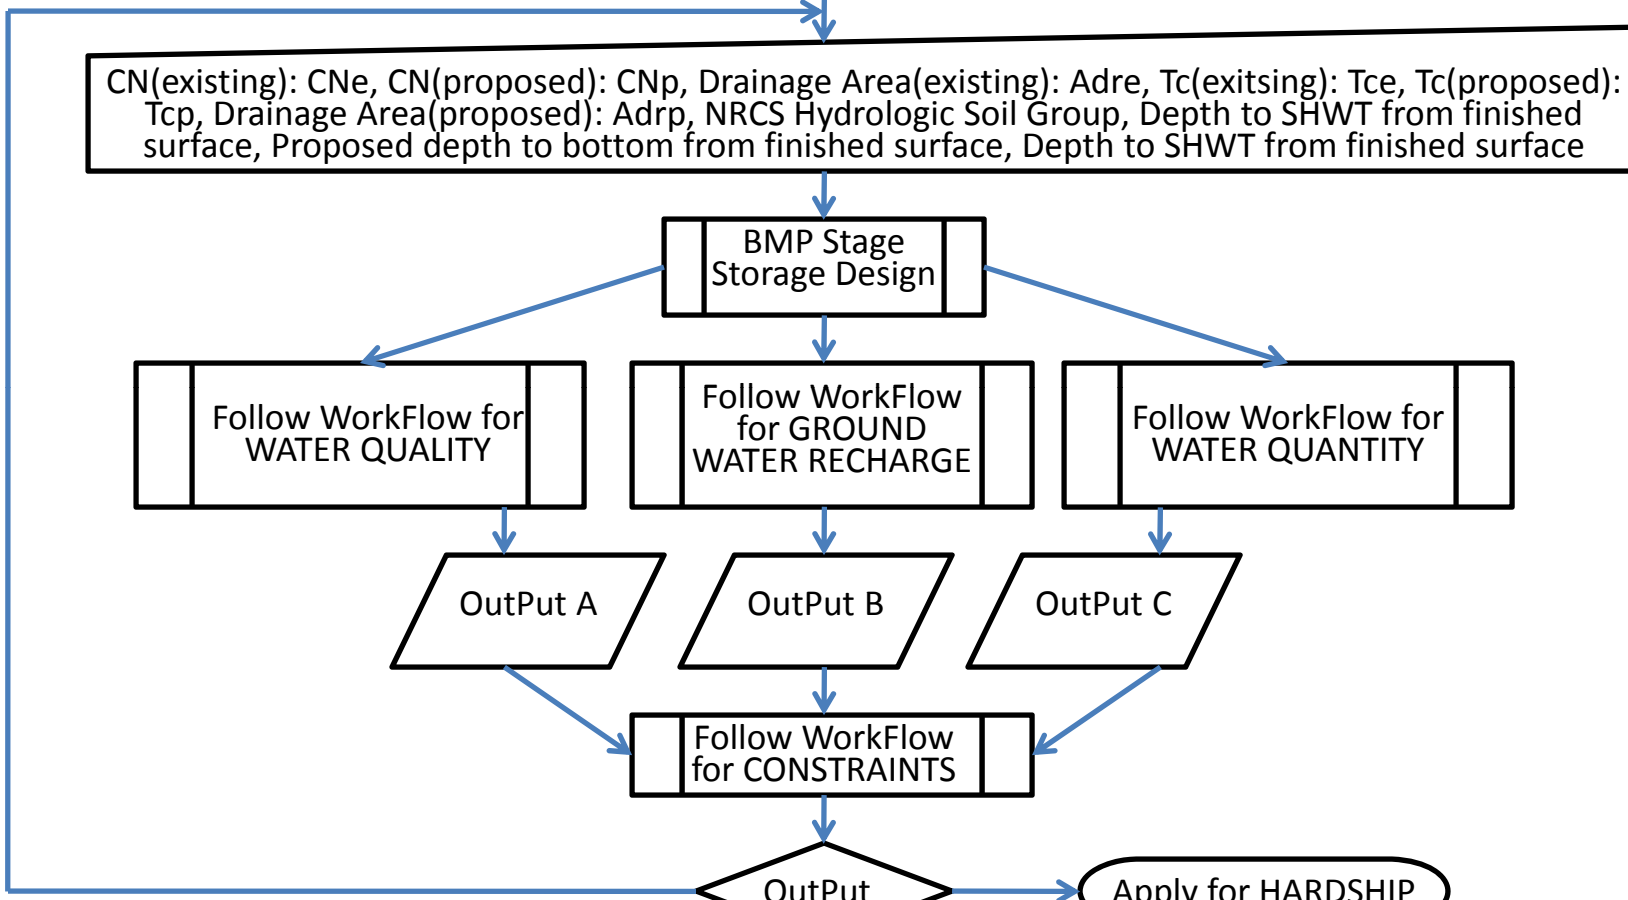 CN(existing): CNe, CN(proposed): CNp, Drainage Area(existing): Adre, Tc(exitsing): Tce, Tc(proposed):
Tcp, Drainage Area(proposed): Adrp, NRCS Hydrologic Soil Group, Depth to SHWT from finished
surface, Proposed depth to bottom from finished surface, Depth to SHWT from finished surface
BMP Stage
Storage Design
Follow WorkFlow for
WATER QUALITY
Follow WorkFlow
for GROUND
WATER RECHARGE
Follow WorkFlow for
WATER QUANTITY
OutPut A
OutPut B
OutPut C
Follow WorkFlow
for CONSTRAINTS
OutPut
Apply for HARDSHIP